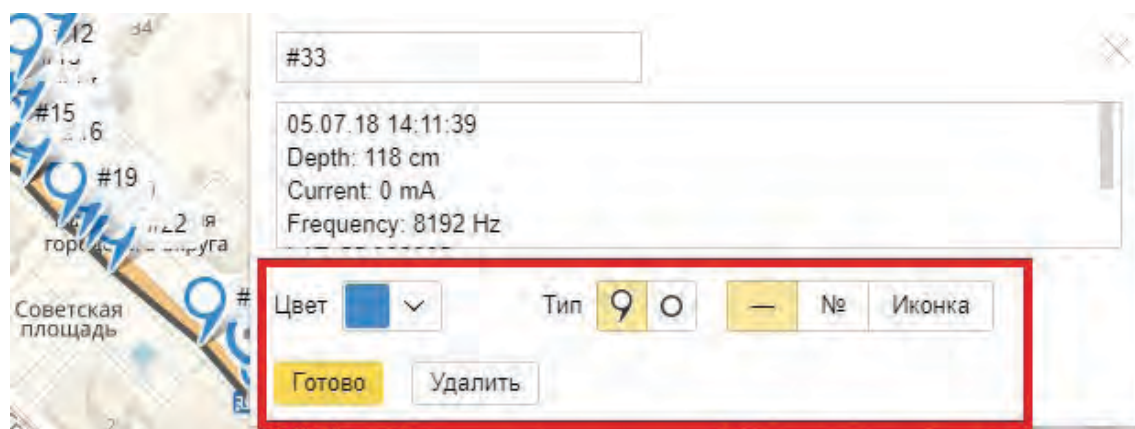 #12
34
#33
05.07.18 14:11:39
Depth: 118 cm
Current: 0 mA
Frequency: 8192 Hz
#15
#19
Советская
площадь
Цвет
Тип
— № Иконка
Готово Удалить